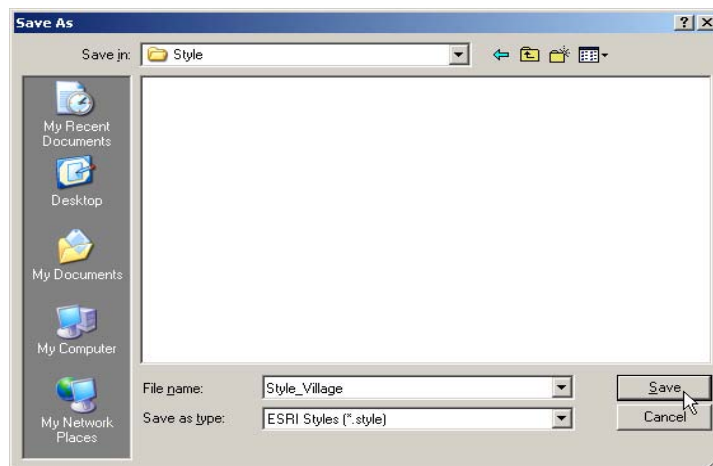 Save As
Save in: Style
My Recent
Documents
Desktop
My Documents
My Computer
My Network
Places
File name: Style_Village Save
Save as type: ESRI Styles (*.style) Cancel